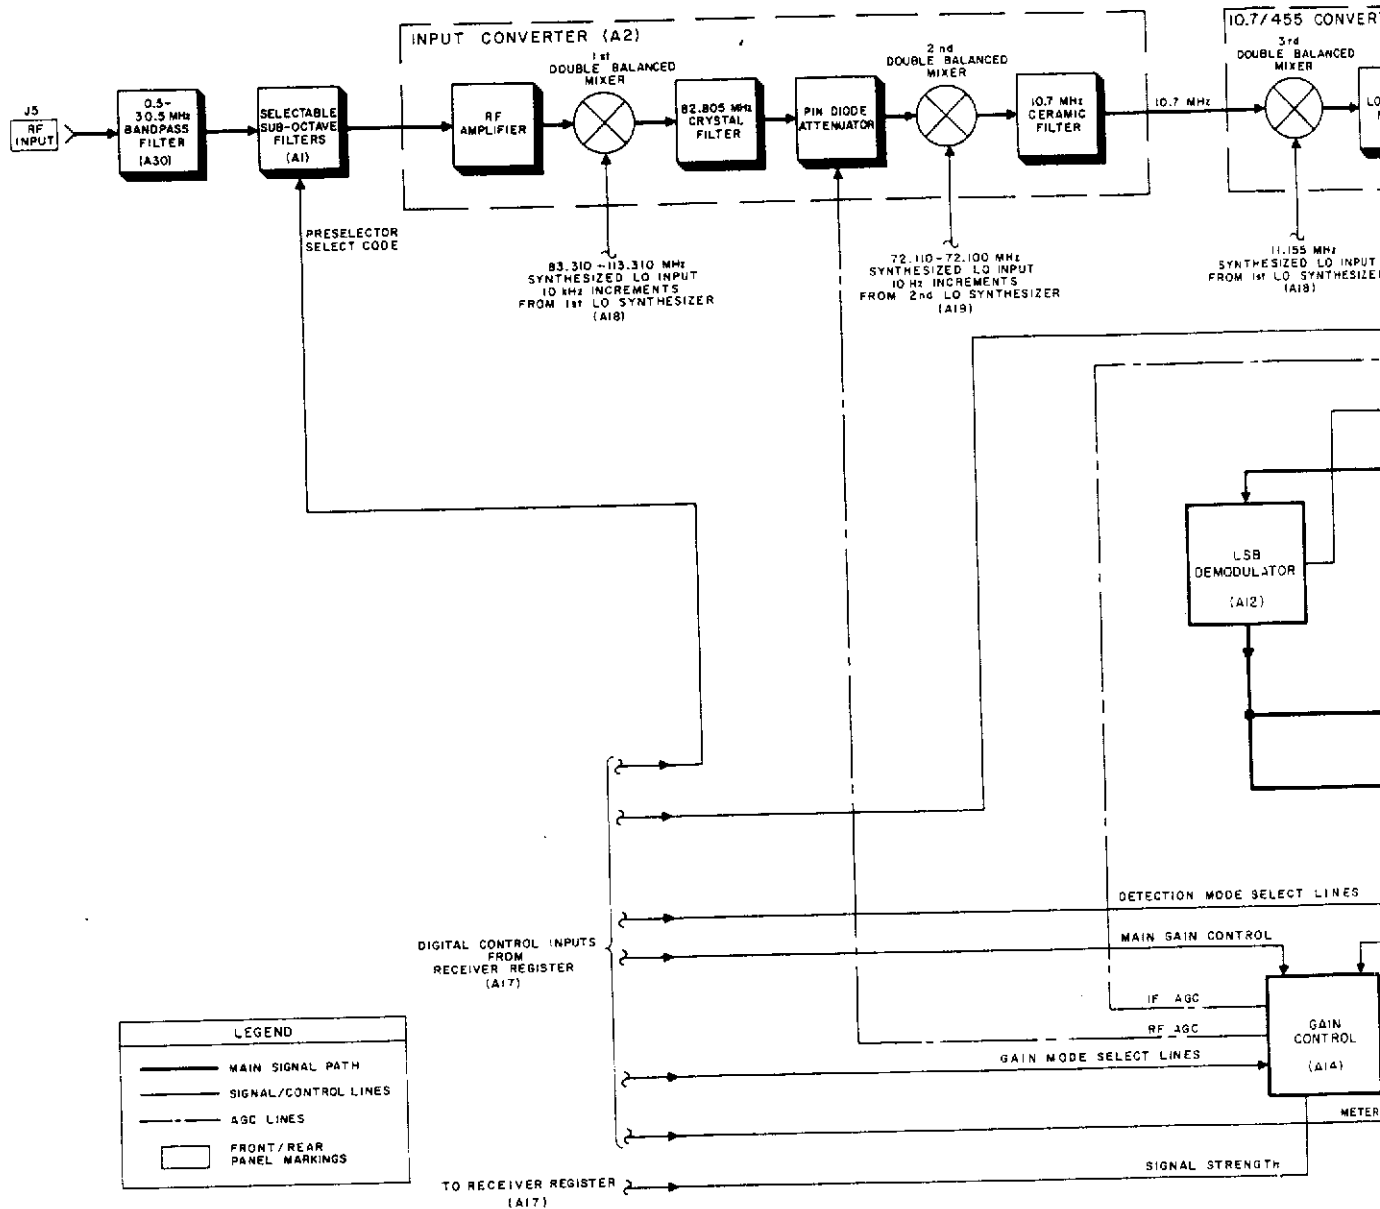 INPUT CONVERTER (A2)
10.7/455 CONVERT
1st
DOUBLE BALANCED
MIXER
2nd
DOUBLE BALANCED
MIXER
3rd
DOUBLE BALANCED
MIXER
J5
RF
INPUT
0.5-
30.5 MHz
BANDPASS
FILTER
(A30)
SELECTABLE
SUB-OCTAVE
FILTERS
(A1)
RF
AMPLIFIER
82.805 MHz
CRYSTAL
FILTER
PIN DIODE
ATTENUATOR
10.7 MHz
CERAMIC
FILTER
10.7 MHz
LO
PRESELECTOR
SELECT CODE
83.310-113.310 MHz
SYNTHESIZED LO INPUT
10 kHz INCREMENTS
FROM 1st LO SYNTHESIZER
(A18)
72.110-72.100 MHz
SYNTHESIZED LO INPUT
10 Hz INCREMENTS
FROM 2nd LO SYNTHESIZER
(A19)
11.155 MHz
SYNTHESIZED LO INPUT
FROM 1st LO SYNTHESIZER
(A18)
LSB
DEMODULATOR
(A12)
DETECTION MODE SELECT LINES
MAIN GAIN CONTROL
DIGITAL CONTROL INPUTS
FROM
RECEIVER REGISTER
(A17)
IF AGC
RF AGC
GAIN MODE SELECT LINES
GAIN
CONTROL
(A14)
METER
SIGNAL STRENGTH
TO RECEIVER REGISTER
(A17)
LEGEND
MAIN SIGNAL PATH
SIGNAL/CONTROL LINES
AGC LINES
FRONT/REAR
PANEL MARKINGS